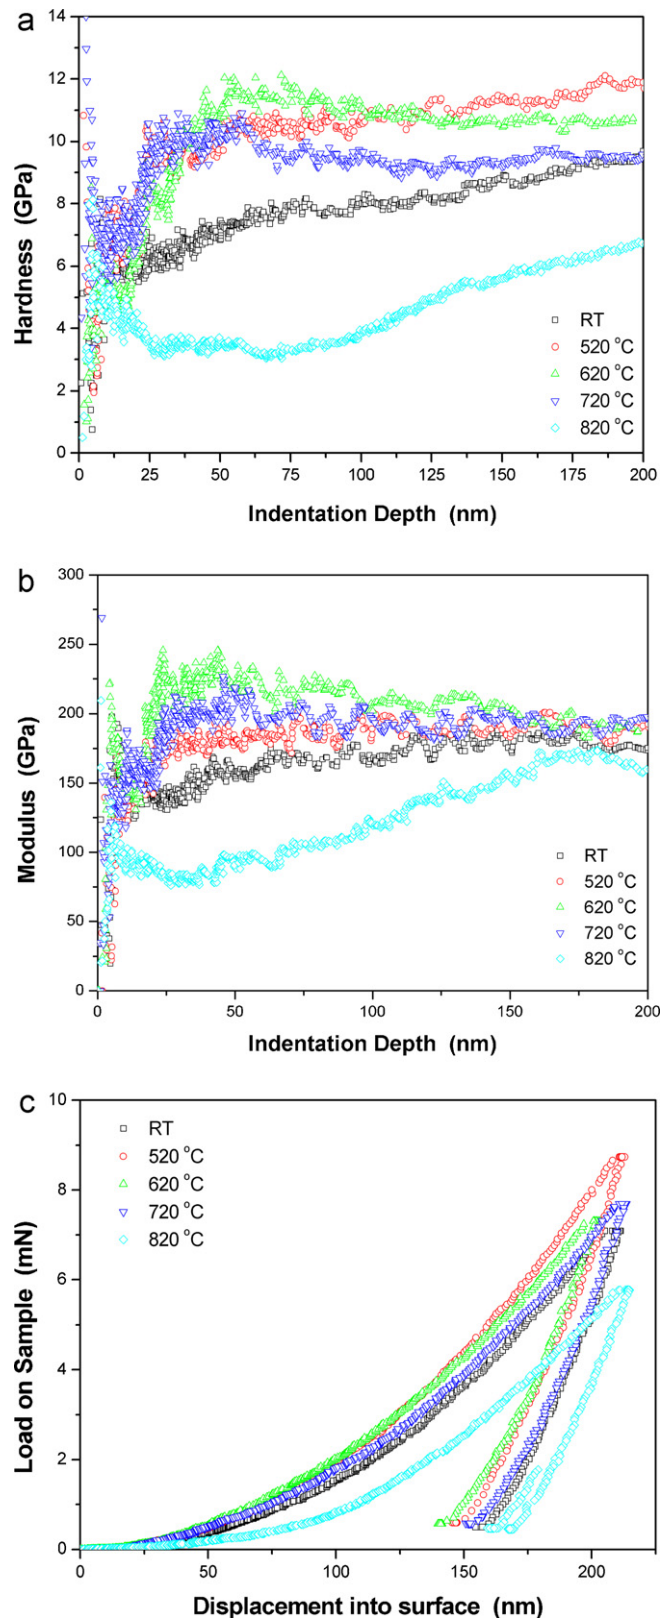 a
14
12
10
8
6
4
2
0
Hardness (GPa)
RT
520 °C
620 °C
720 °C
820 °C
0 25 50 75 100 125 150 175 200
Indentation Depth (nm)
b
300
250
200
150
100
50
0
Modulus (GPa)
RT
520 °C
620 °C
720 °C
820 °C
0 50 100 150 200
Indentation Depth (nm)
c
10
8
6
4
2
0
Load on Sample (mN)
RT
520 °C
620 °C
720 °C
820 °C
0 50 100 150 200
Displacement into surface (nm)